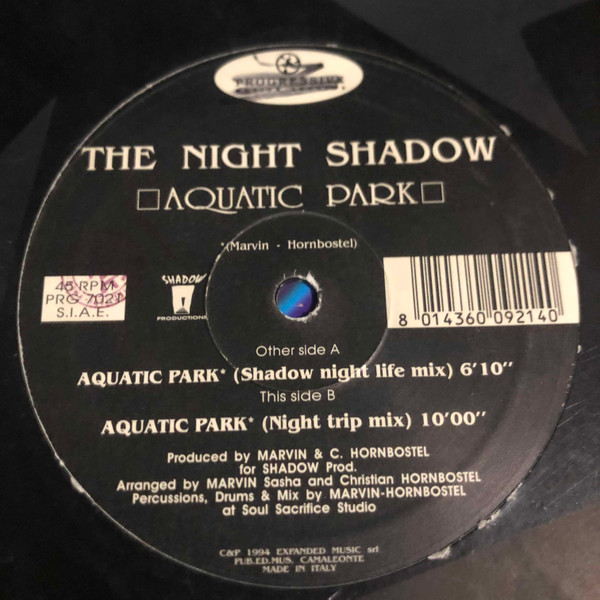 PROGRESSIVE
THE NIGHT SHADOW
AQUATIC PARK
*(Marvin - Hornbostel)
45 RPM
S.I.A.E.
SHADOW
PRODUCTIONS
8 014360 092140
Other side A
AQUATIC PARK* (Shadow night life mix) 6'10"
This side B
AQUATIC PARK* (Night trip mix) 10'00"
Produced by MARVIN & C. HORNBOSTEL
for SHADOW Prod.
Arranged by MARVIN Sasha and Christian HORNBOSTEL
Percussions, Drums & Mix by MARVIN-HORNBOSTEL
at Soul Sacrifice Studio
C&P 1994 EXPANDED MUSIC srl
PUB.ED.MUS. CAMALEONTE
MADE IN ITALY